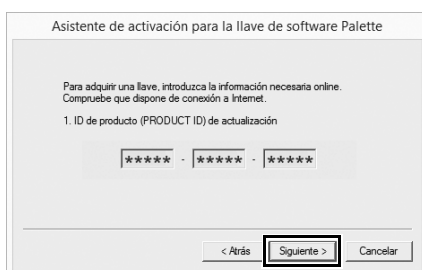 Asistente de activación para la llave de software Palette
Para adquirir una llave, introduzca la información necesaria online.
Compruebe que dispone de conexión a Internet.
1. ID de producto (PRODUCT ID) de actualización
***** - ***** - *****
< Atrás Siguiente > Cancelar